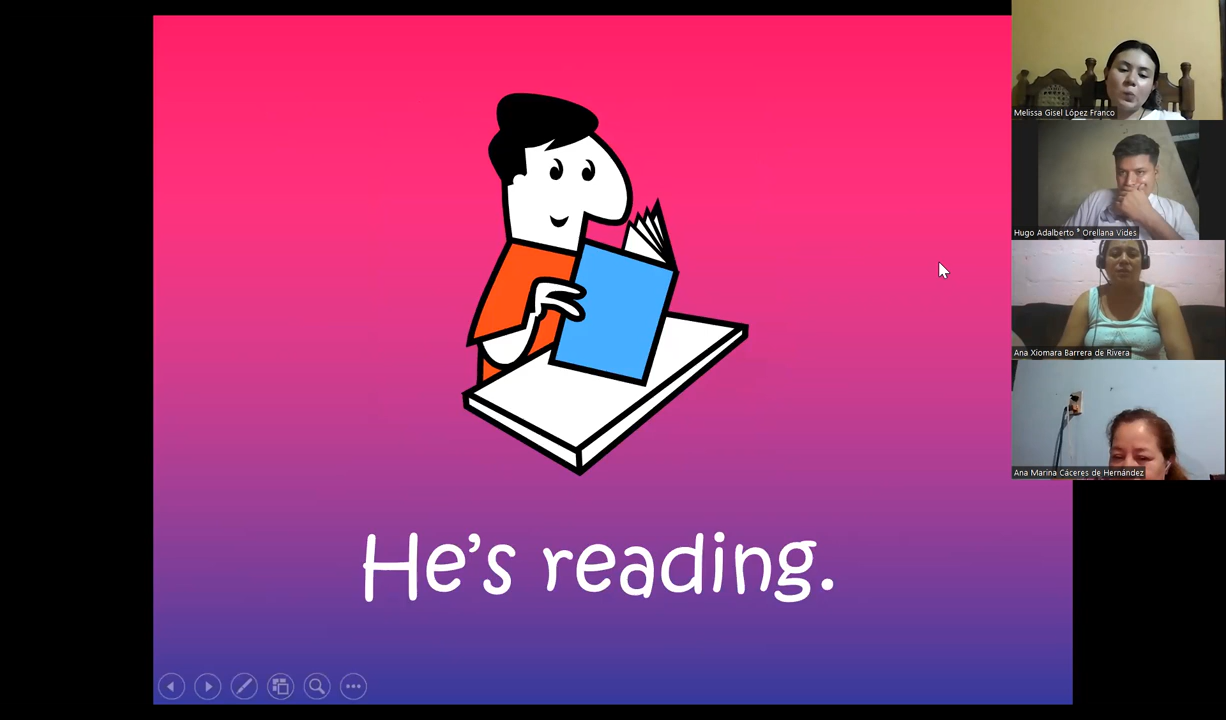 He's reading.
Melissa Gisel López Franco
Hugo Adalberto * Orellana Vides
Ana Xiomara Barrera de Rivera
Ana Marina Cáceres de Hernández